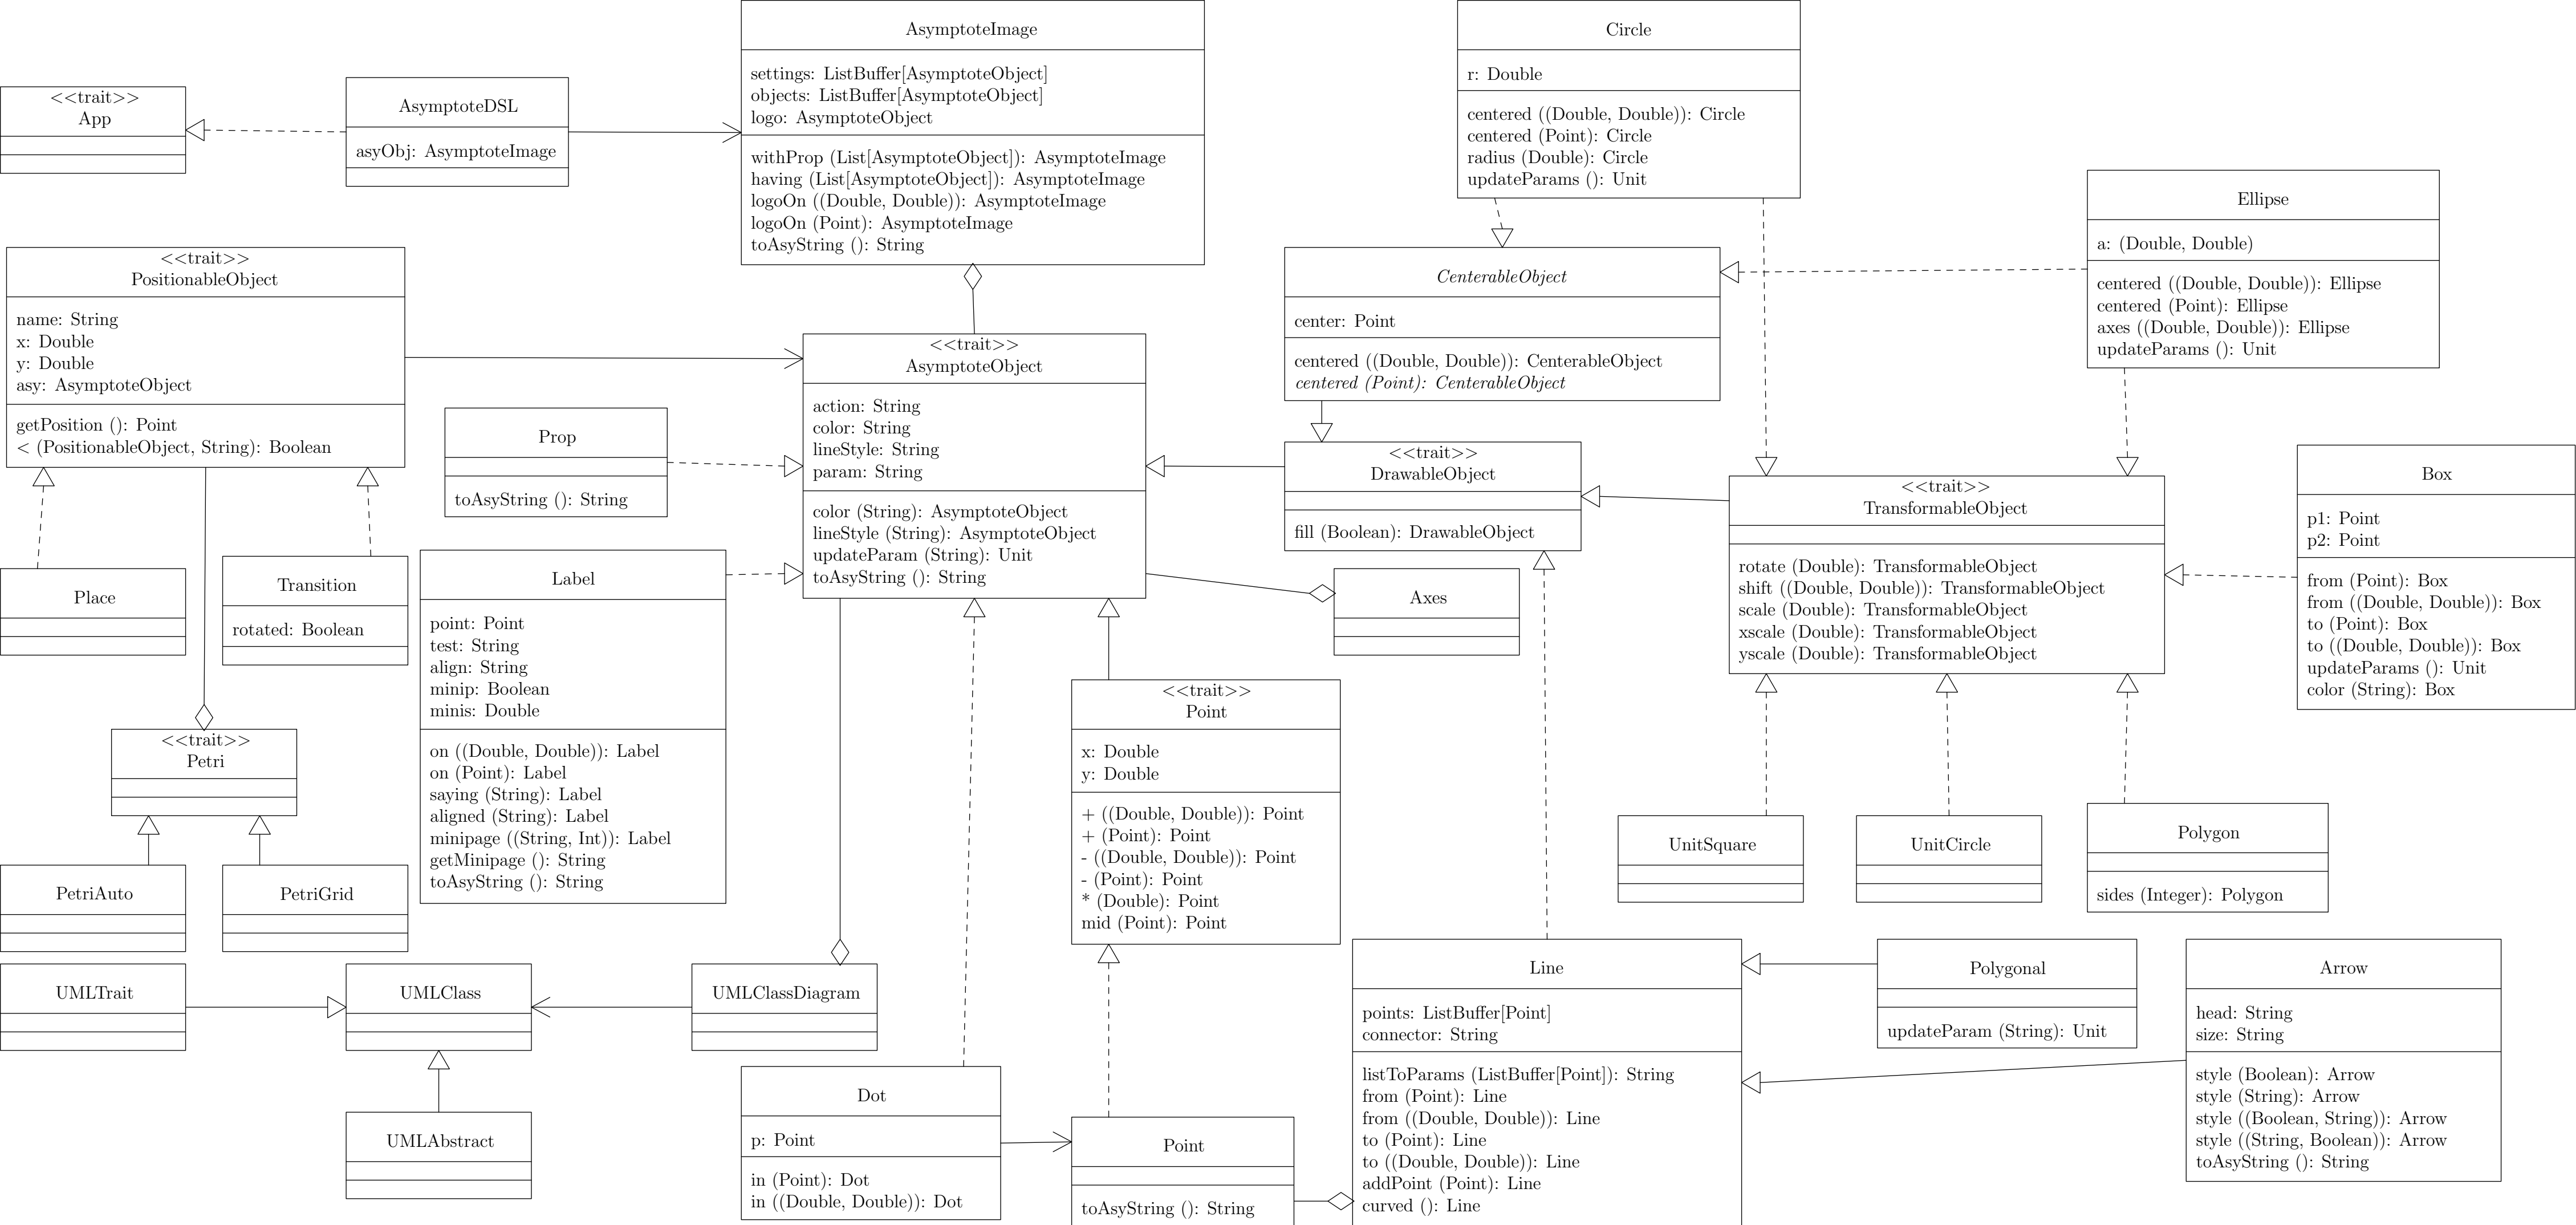 AsymptoteImage
settings: ListBuffer[AsymptoteObject]
objects: ListBuffer[AsymptoteObject]
logo: AsymptoteObject
withProp (List[AsymptoteObject]): AsymptoteImage
having (List[AsymptoteObject]): AsymptoteImage
logoOn ((Double, Double)): AsymptoteImage
logoOn (Point): AsymptoteImage
toAsyString (): String
Circle
r: Double
centered ((Double, Double)): Circle
centered (Point): Circle
radius (Double): Circle
updateParams (): Unit
<<trait>>
App
AsymptoteDSL
asyObj: AsymptoteImage
Ellipse
a: (Double, Double)
centered ((Double, Double)): Ellipse
centered (Point): Ellipse
axes ((Double, Double)): Ellipse
updateParams (): Unit
<<trait>>
PositionableObject
name: String
x: Double
y: Double
asy: AsymptoteObject
getPosition (): Point
< (PositionableObject, String): Boolean
CenterableObject
center: Point
centered ((Double, Double)): CenterableObject
centered (Point): CenterableObject
<<trait>>
AsymptoteObject
action: String
color: String
lineStyle: String
param: String
color (String): AsymptoteObject
lineStyle (String): AsymptoteObject
updateParam (String): Unit
toAsyString (): String
Prop
toAsyString (): String
<<trait>>
DrawableObject
fill (Boolean): DrawableObject
<<trait>>
TransformableObject
rotate (Double): TransformableObject
shift ((Double, Double)): TransformableObject
scale (Double): TransformableObject
xscale (Double): TransformableObject
yscale (Double): TransformableObject
Box
p1: Point
p2: Point
from (Point): Box
from ((Double, Double)): Box
to (Point): Box
to ((Double, Double)): Box
updateParams (): Unit
color (String): Box
Place
Transition
rotated: Boolean
Label
point: Point
test: String
align: String
minip: Boolean
minis: Double
on ((Double, Double)): Label
on (Point): Label
saying (String): Label
aligned (String): Label
minipage ((String, Int)): Label
getMinipage (): String
toAsyString (): String
Axes
<<trait>>
Point
x: Double
y: Double
+ ((Double, Double)): Point
+ (Point): Point
- ((Double, Double)): Point
- (Point): Point
* (Double): Point
mid (Point): Point
<<trait>>
Petri
PetriAuto
PetriGrid
UnitSquare
UnitCircle
Polygon
sides (Integer): Polygon
UMLTrait
UMLClass
UMLClassDiagram
UMLAbstract
Dot
p: Point
in (Point): Dot
in ((Double, Double)): Dot
Point
toAsyString (): String
Line
points: ListBuffer[Point]
connector: String
listToParams (ListBuffer[Point]): String
from (Point): Line
from ((Double, Double)): Line
to (Point): Line
to ((Double, Double)): Line
addPoint (Point): Line
curved (): Line
Polygonal
updateParam (String): Unit
Arrow
head: String
size: String
style (Boolean): Arrow
style (String): Arrow
style ((Boolean, String)): Arrow
style ((String, Boolean)): Arrow
toAsyString (): String